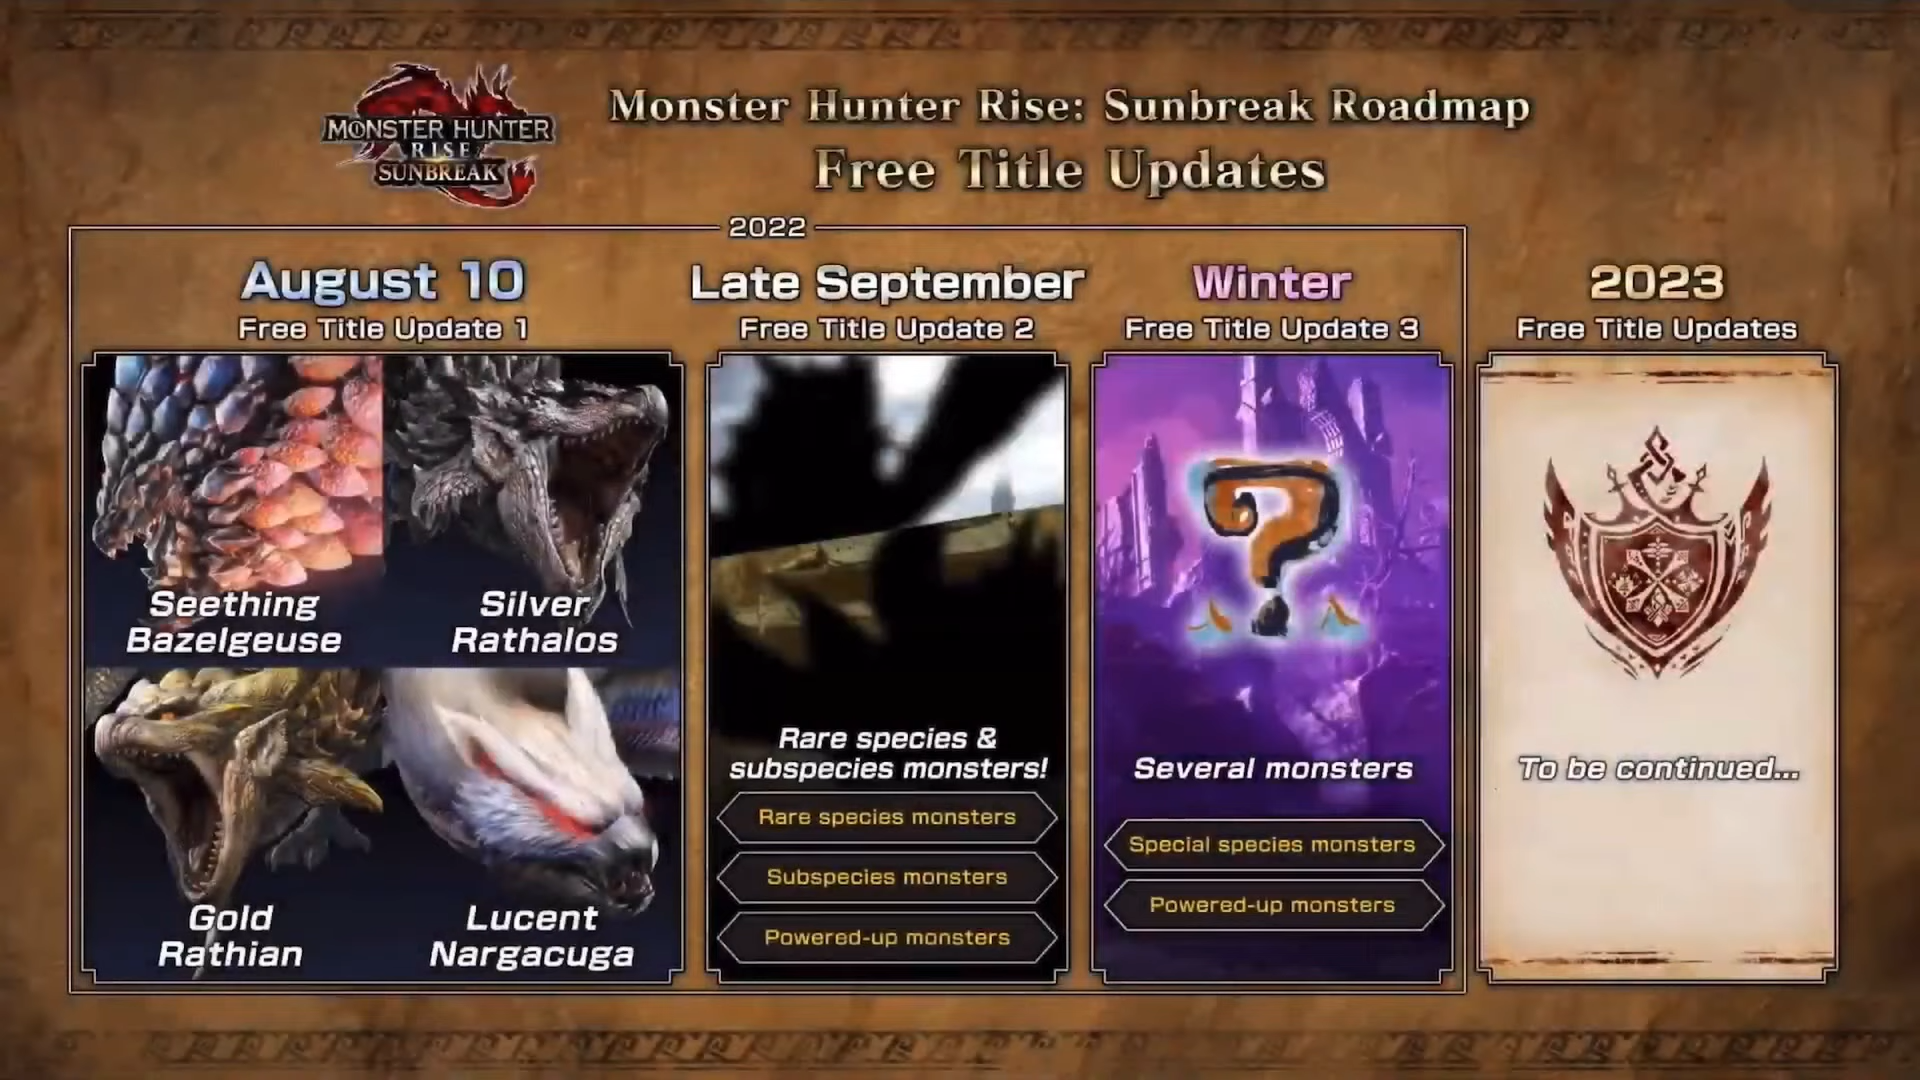 MONSTER HUNTER
RISE
SUNBREAK
Monster Hunter Rise: Sunbreak Roadmap
Free Title Updates
2022
August 10
Free Title Update 1
Seething
Bazelgeuse
Silver
Rathalos
Gold
Rathian
Lucent
Nargacuga
Late September
Free Title Update 2
Rare species &
subspecies monsters!
Rare species monsters
Subspecies monsters
Powered-up monsters
Winter
Free Title Update 3
?
Several monsters
Special species monsters
Powered-up monsters
2023
Free Title Updates
To be continued...